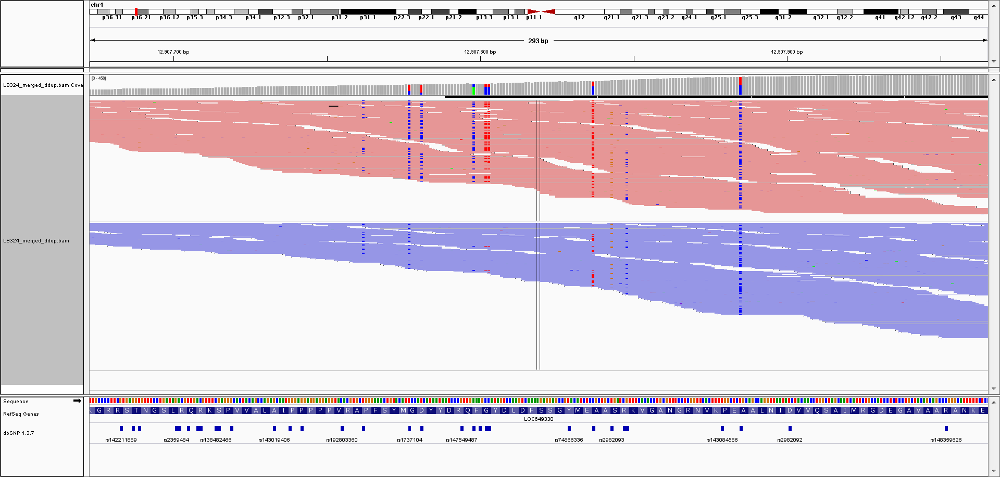 chr1
p36.31 p36.21 p36.12 p35.3 p34.3 p34.1 p32.3 p32.1 p31.2 p31.1 p22.3 p22.1 p21.2 p13.3 p13.1 p11.1 q12 q21.1 q21.3 q23.2 q24.1 q25.1 q25.3 q31.2 q32.1 q32.2 q41 q42.12 q42.2 q43 q44
293 bp
12,907,700 bp 12,907,800 bp 12,907,900 bp
LB324_merged_ddup.bam Cove
[0 - 458]
LB324_merged_ddup.bam
Sequence
RefSeq Genes
K G R R S T N G S L R Q R K S P V V A L A I P P P P P V R A P F S Y M G D Y Y D R Q F G Y D L D F S S G Y M E A A S R K V G A N G R N V K P E A A L N I D V V Q S A I M R G D E G A V A A R A N K E
LOC649330
dbSNP 1.3.7
rs142211889 rs2359484 rs138482466 rs143019406 rs192803360 rs1737104 rs147549487 rs74866336 rs2982093 rs143084586 rs2982092 rs148359626